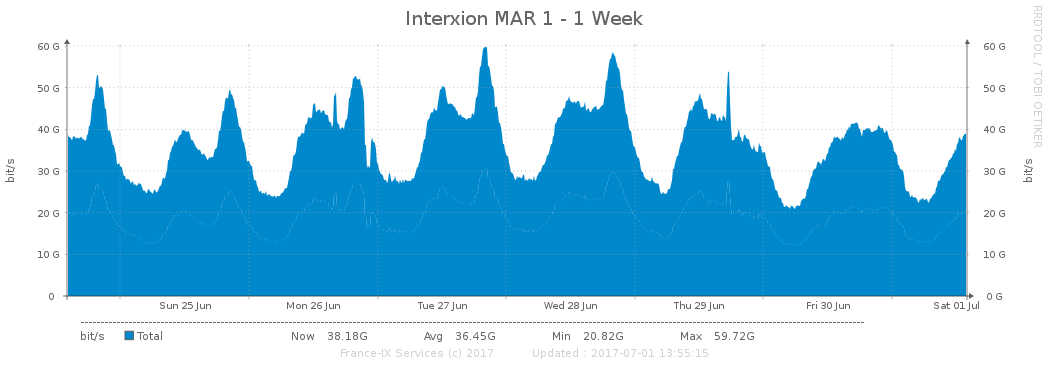 Interxion MAR 1 - 1 Week
RRDTOOL / TOBI OETIKER
60 G 60 G
50 G 50 G
40 G 40 G
30 G 30 G
20 G 20 G
10 G 10 G
0 0 G
bit/s bit/s
Sun 25 Jun Mon 26 Jun Tue 27 Jun Wed 28 Jun Thu 29 Jun Fri 30 Jun Sat 01 Jul
bit/s Total Now 38.18G Avg 36.45G Min 20.82G Max 59.72G
France-IX Services (c) 2017 Updated : 2017-07-01 13:55:15